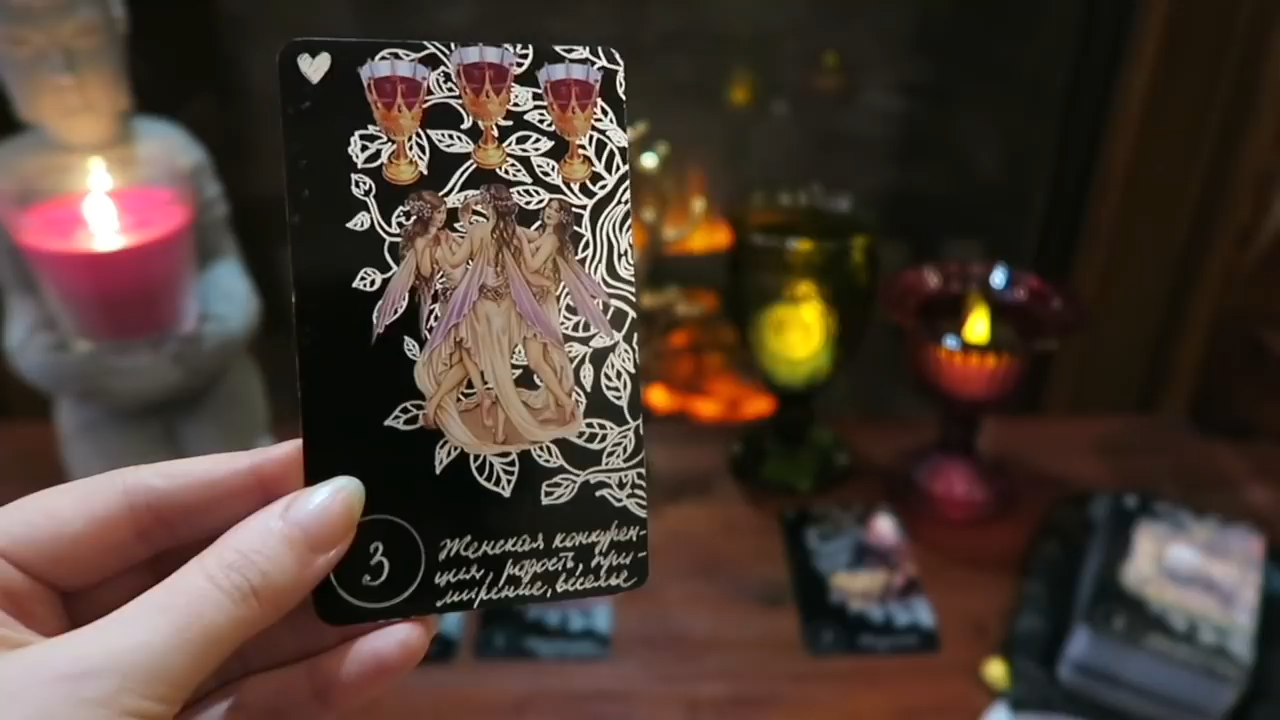 3
Женская конкурен-
ция, радость, при-
мирение, веселье